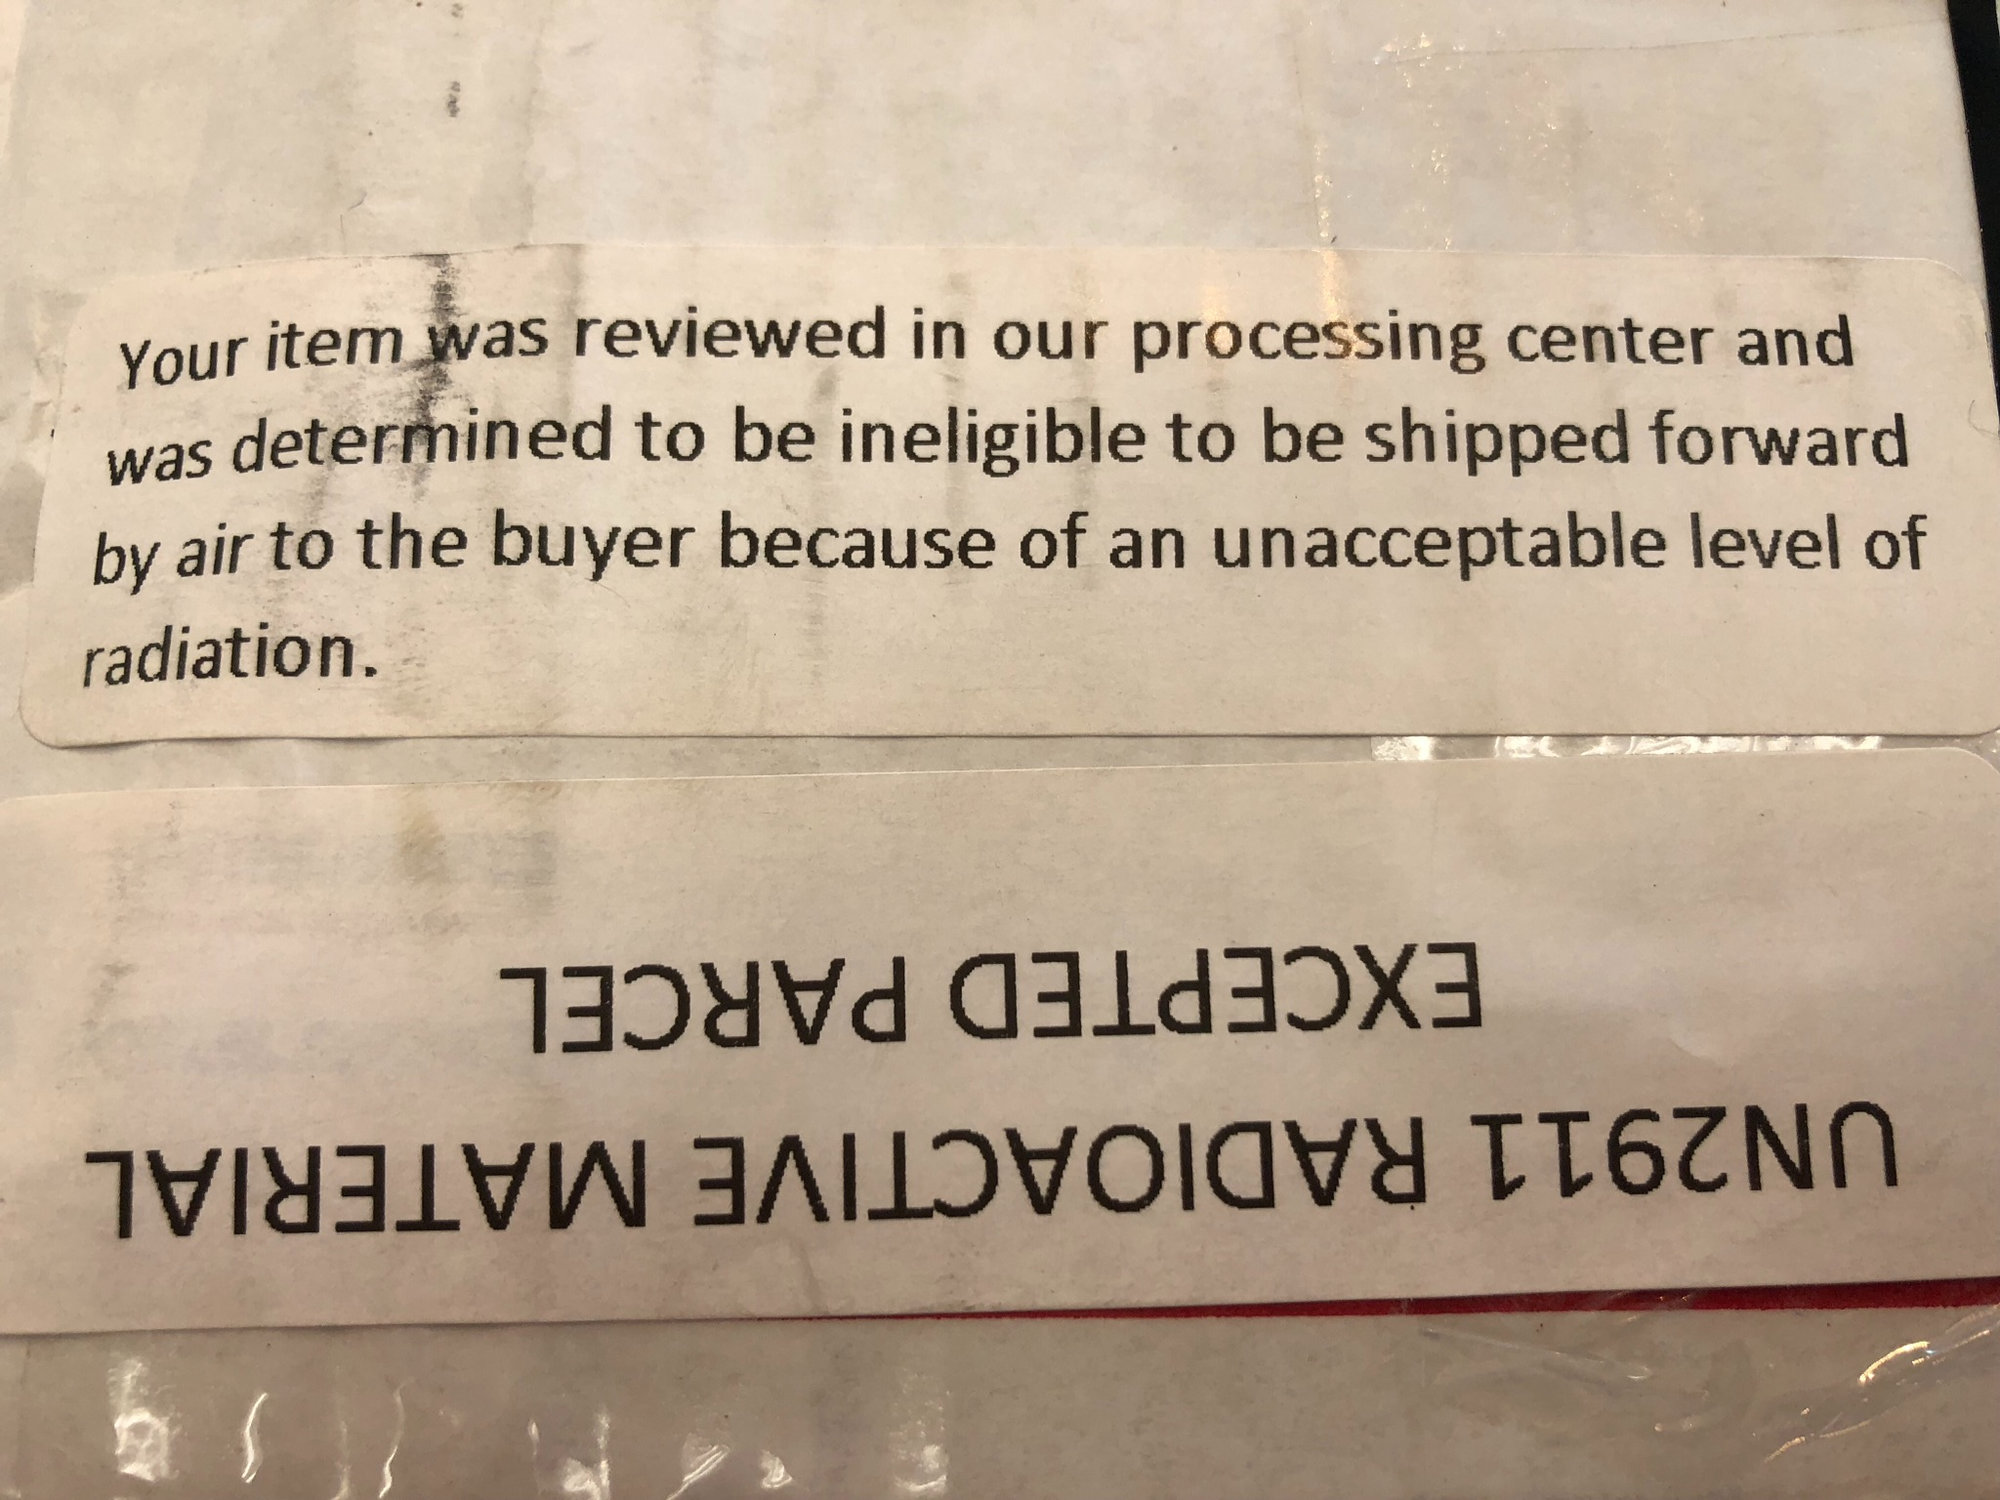 Your item was reviewed in our processing center and
was determined to be ineligible to be shipped forward
by air to the buyer because of an unacceptable level of
radiation.
UN2911 RADIOACTIVE MATERIAL
EXCEPTED PARCEL